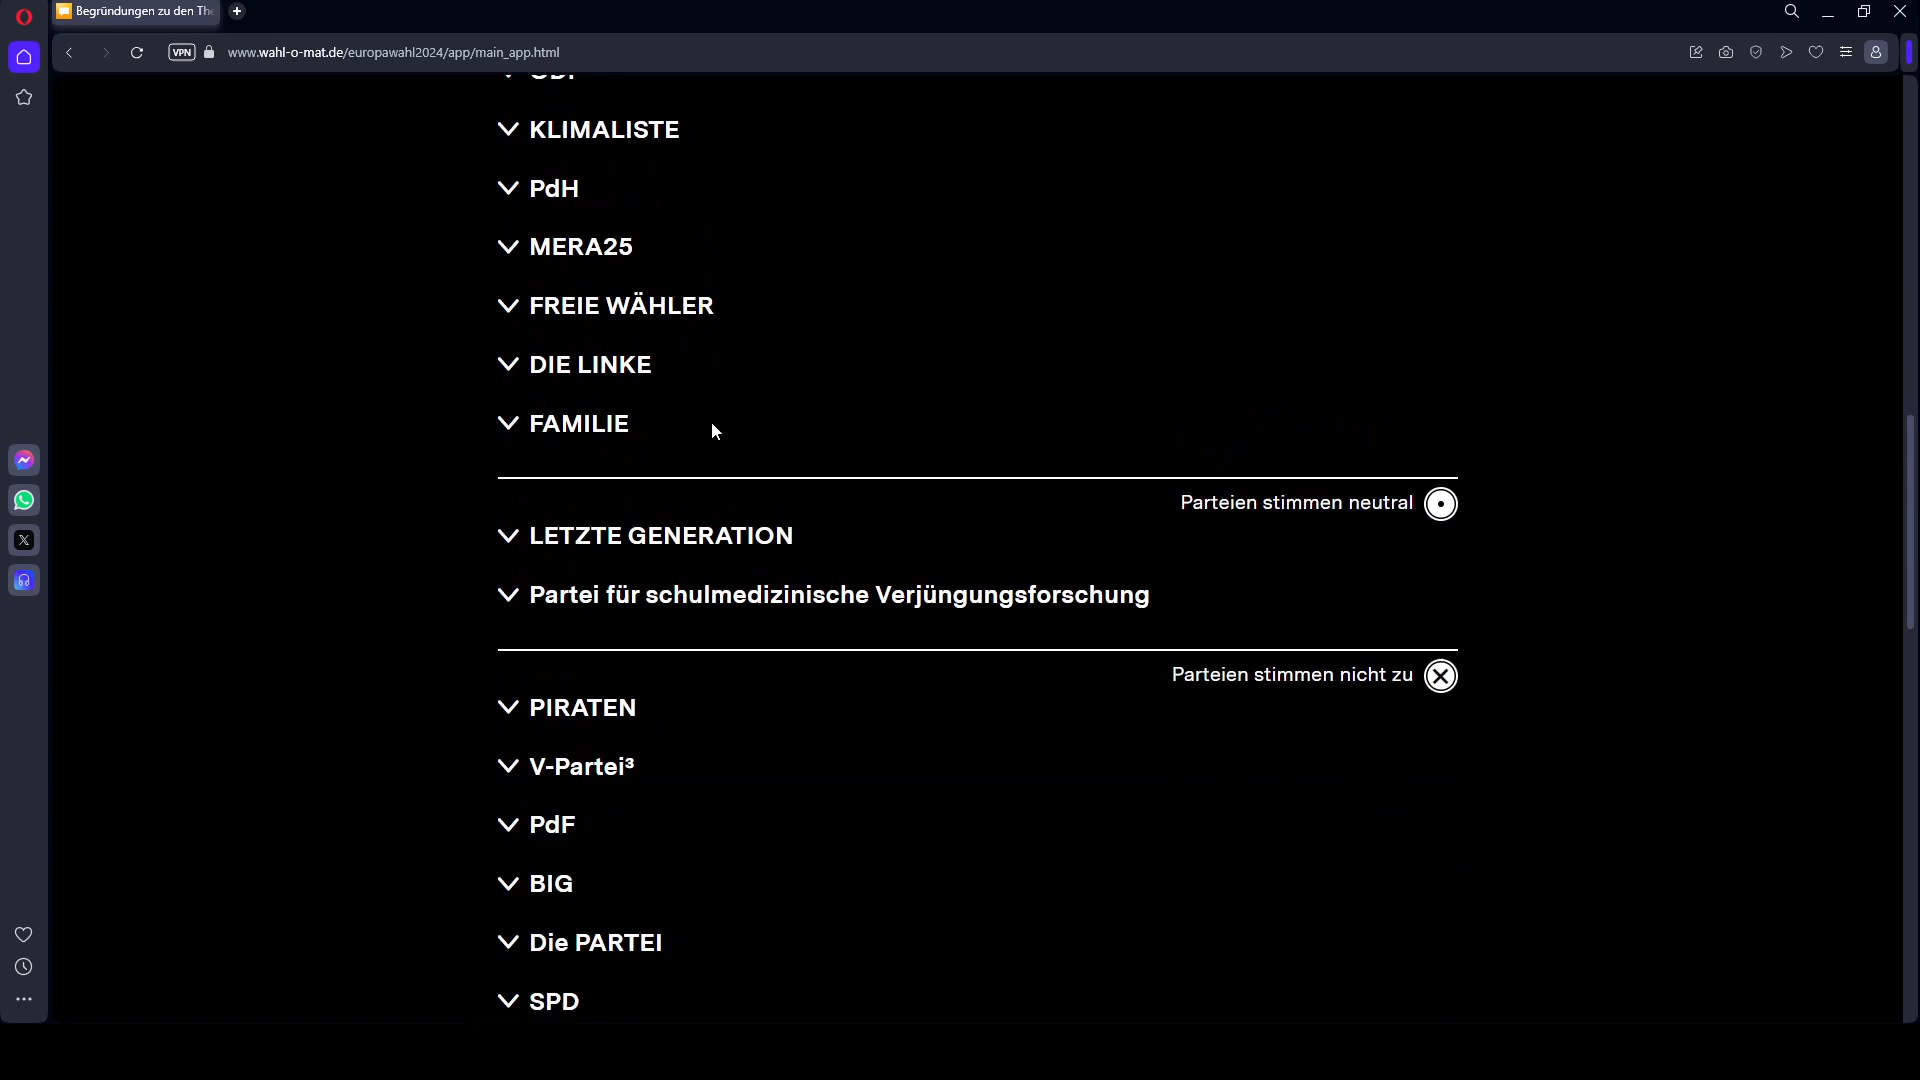 Begründungen zu den The
VPN
www.wahl-o-mat.de/europawahl2024/app/main_app.html
KLIMALISTE
PdH
MERA25
FREIE WÄHLER
DIE LINKE
FAMILIE
Parteien stimmen neutral
LETZTE GENERATION
Partei für schulmedizinische Verjüngungsforschung
Parteien stimmen nicht zu
PIRATEN
V-Partei³
PdF
BIG
Die PARTEI
SPD